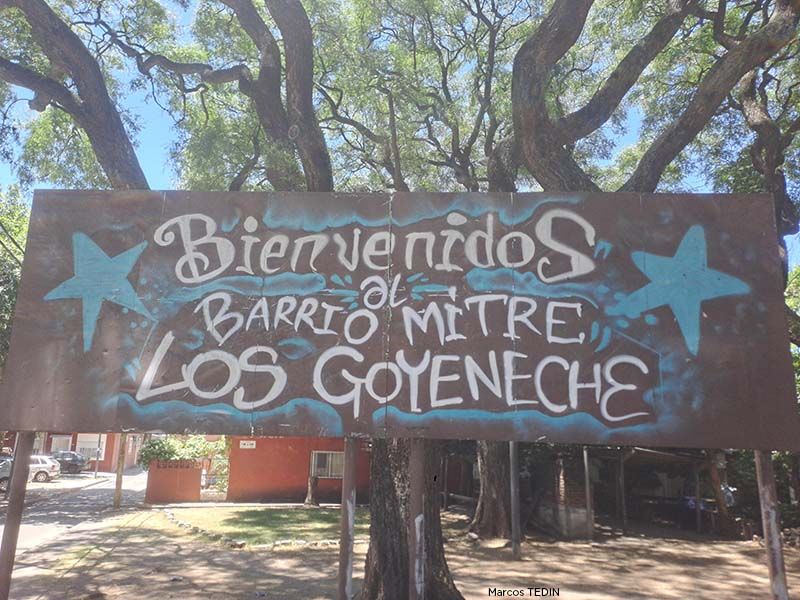 BienvenidoS
al
BARRIO MiTRE
LOS GOYENECHE
Marcos TEDIN